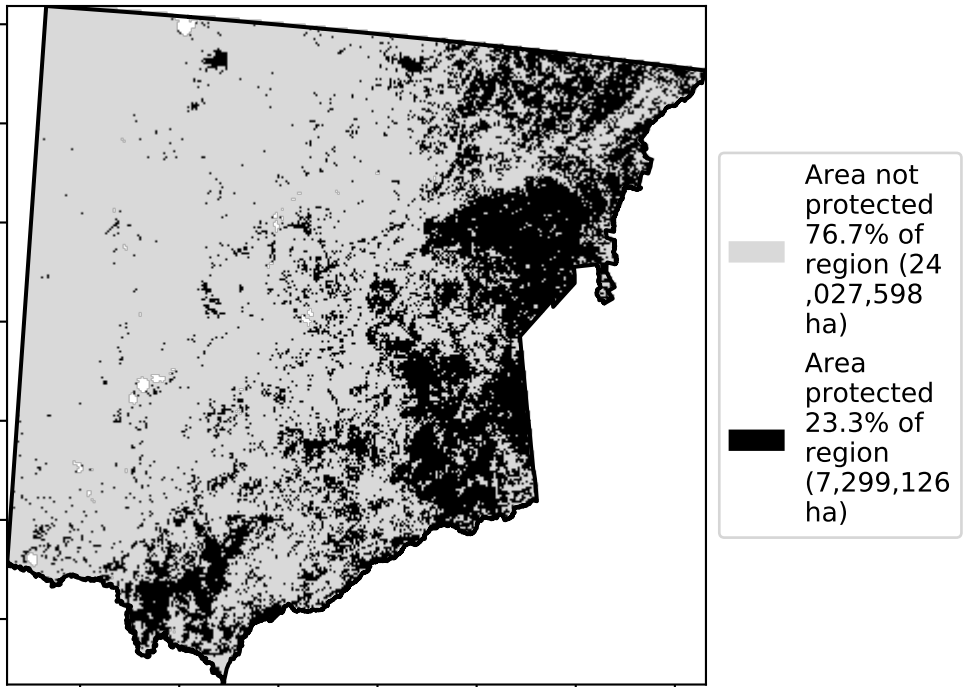 Area not
protected
76.7% of
region (24
,027,598
ha)
Area
protected
23.3% of
region
(7,299,126
ha)